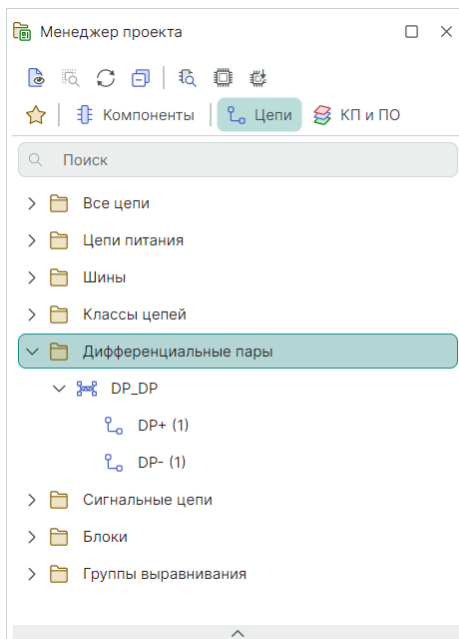 Менеджер проекта
Компоненты Цепи КП и ПО
Поиск
Все цепи
Цепи питания
Шины
Классы цепей
Дифференциальные пары
DP_DP
DP+ (1)
DP- (1)
Сигнальные цепи
Блоки
Группы выравнивания